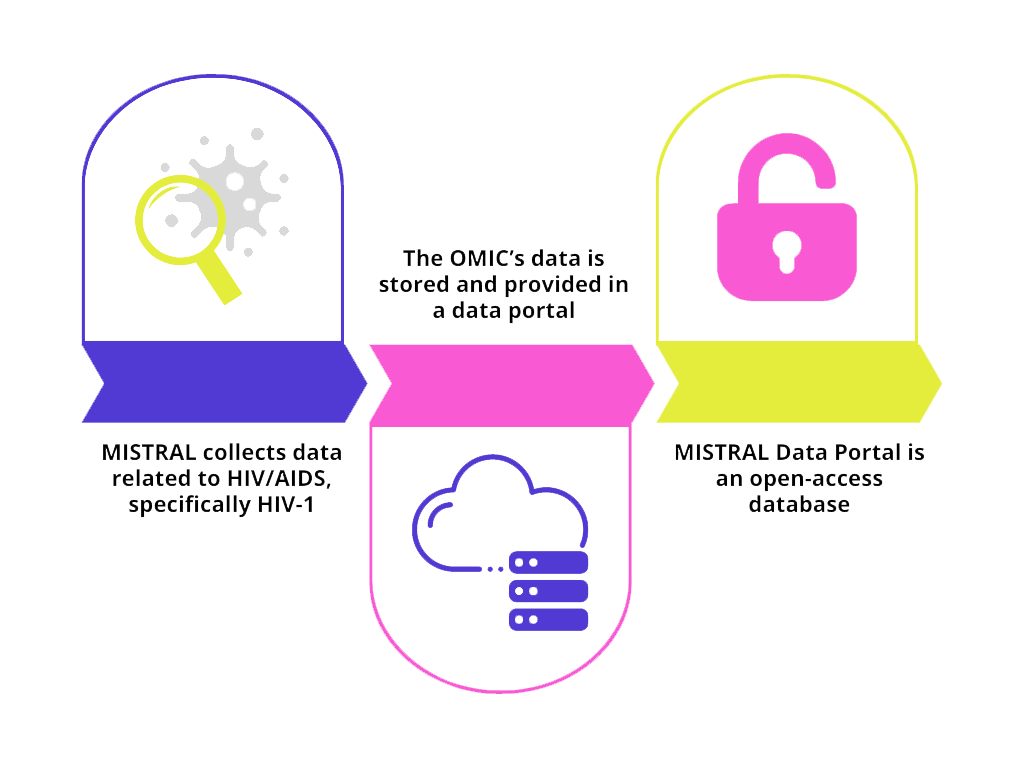 MISTRAL collects data
related to HIV/AIDS,
specifically HIV-1
The OMIC’s data is
stored and provided in
a data portal
MISTRAL Data Portal is
an open-access
database